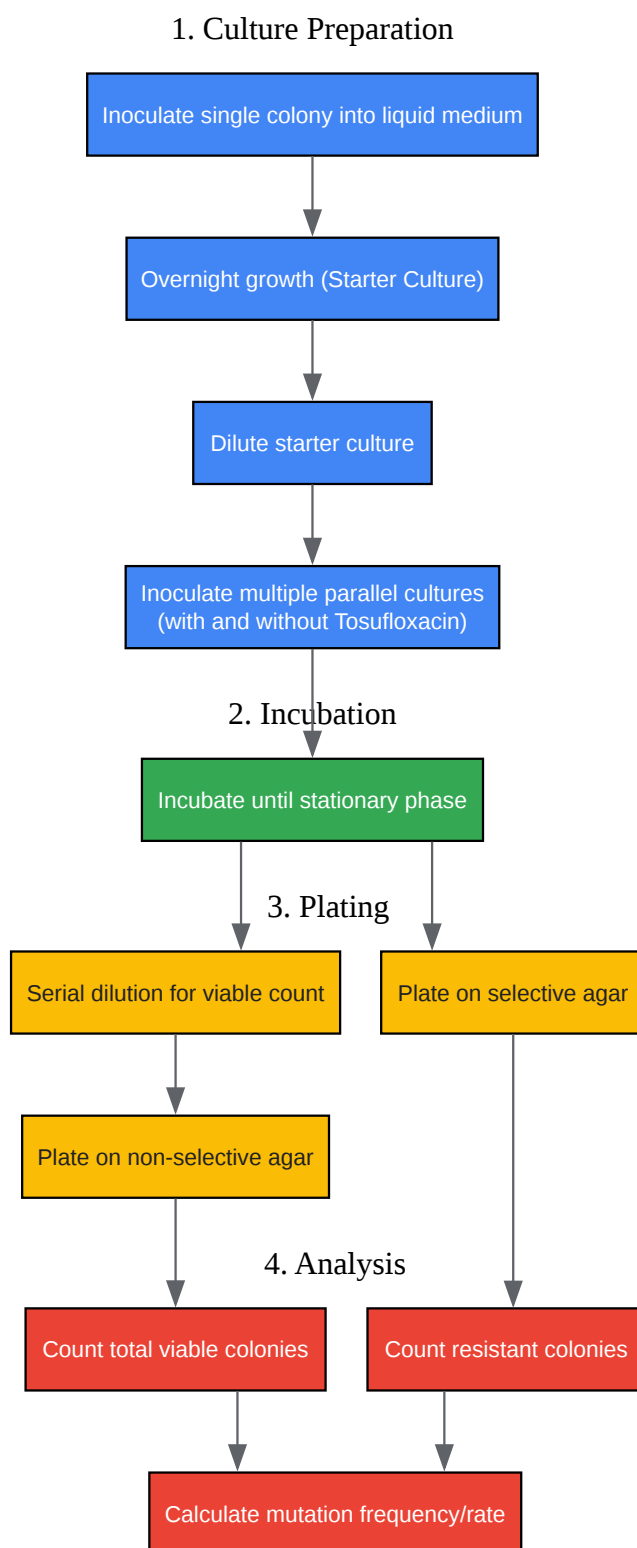 1. Culture Preparation
Inoculate single colony into liquid medium
Overnight growth (Starter Culture)
Dilute starter culture
Inoculate multiple parallel cultures
(with and without Tosufloxacin)
2. Incubation
Incubate until stationary phase
3. Plating
Serial dilution for viable count
Plate on selective agar
Plate on non-selective agar
4. Analysis
Count total viable colonies
Count resistant colonies
Calculate mutation frequency/rate